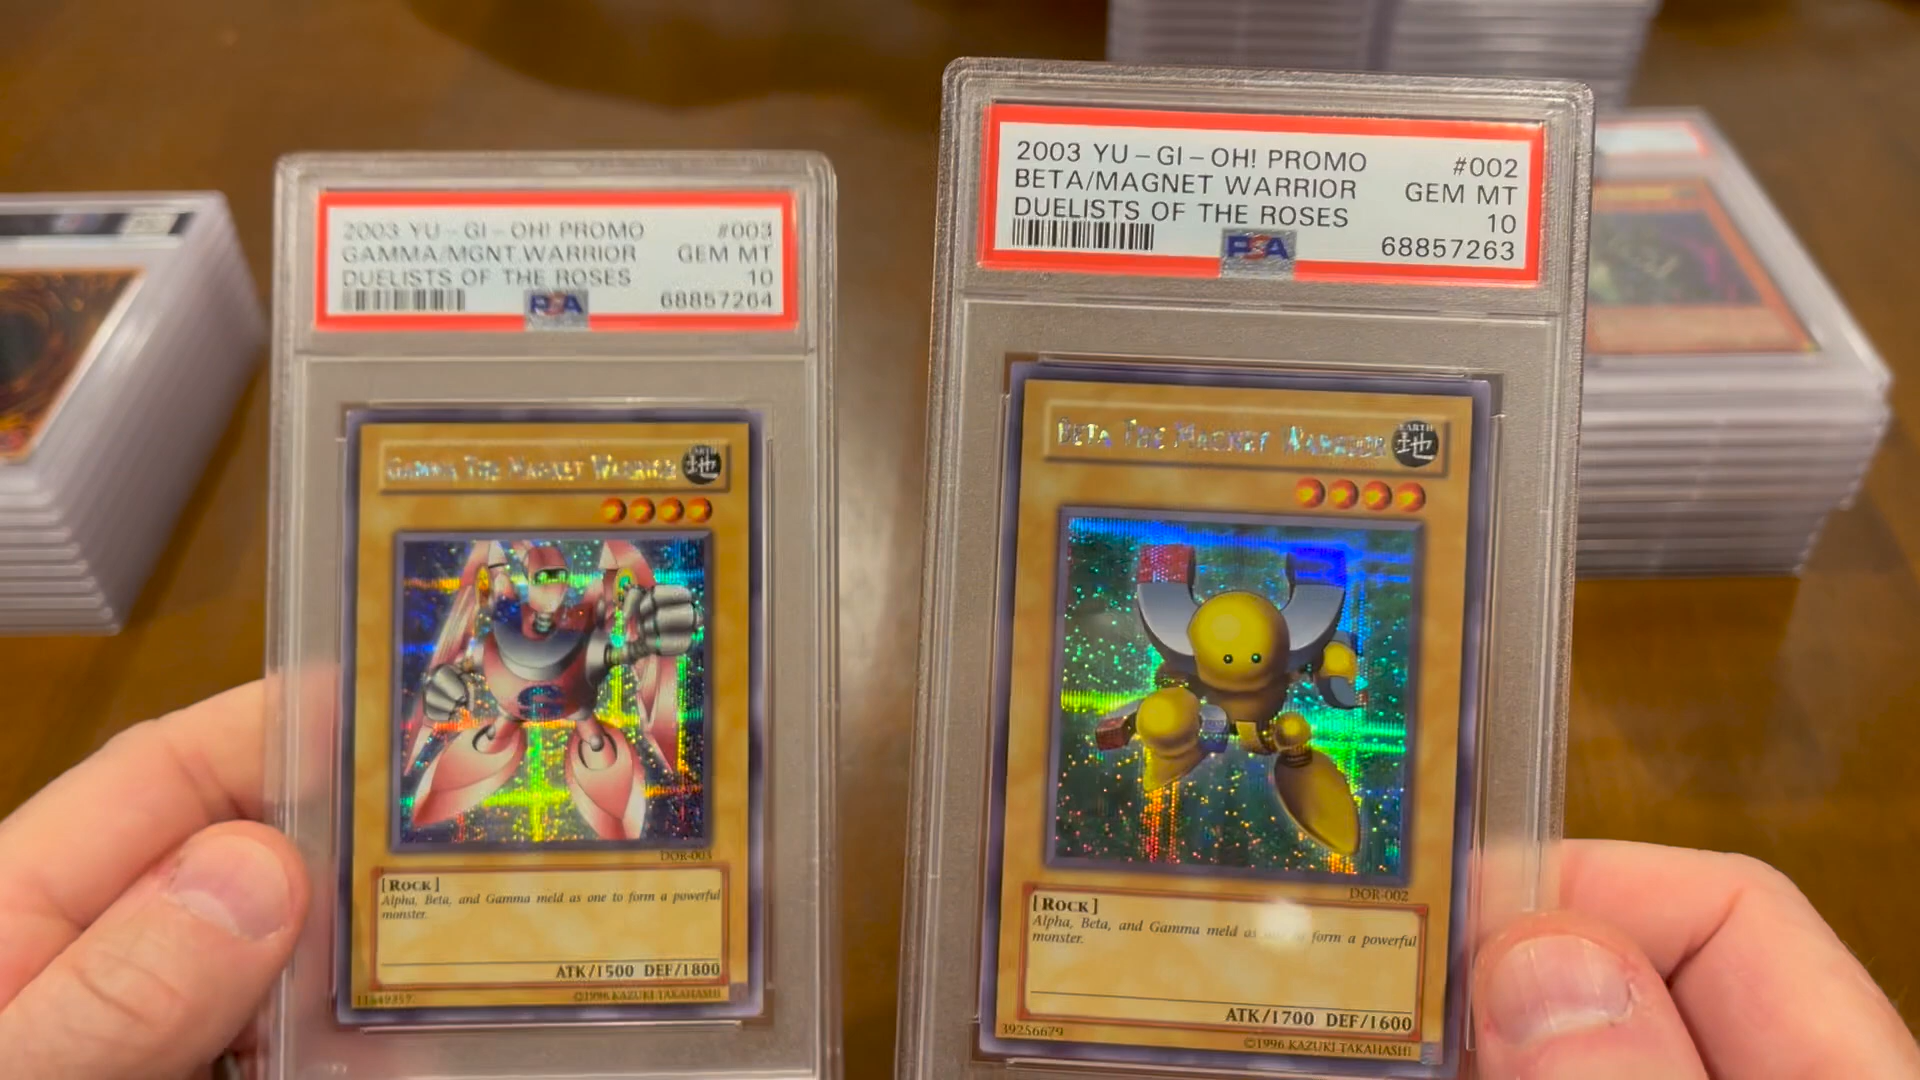 2003 YU-GI-OH! PROMO #003
GAMMA/MGNT.WARRIOR GEM MT
DUELISTS OF THE ROSES 10
PSA 68857264
GAMMA THE MAGNET WARRIOR
EARTH
地
DOR-003
[ROCK]
Alpha, Beta, and Gamma meld as one to form a powerful
monster.
ATK/1500 DEF/1800
©1996 KAZUKI TAKAHASHI
2003 YU-GI-OH! PROMO #002
BETA/MAGNET WARRIOR GEM MT
DUELISTS OF THE ROSES 10
PSA 68857263
BETA THE MAGNET WARRIOR
EARTH
地
DOR-002
[ROCK]
Alpha, Beta, and Gamma meld as one to form a powerful
monster.
ATK/1700 DEF/1600
39256679 ©1996 KAZUKI TAKAHASHI